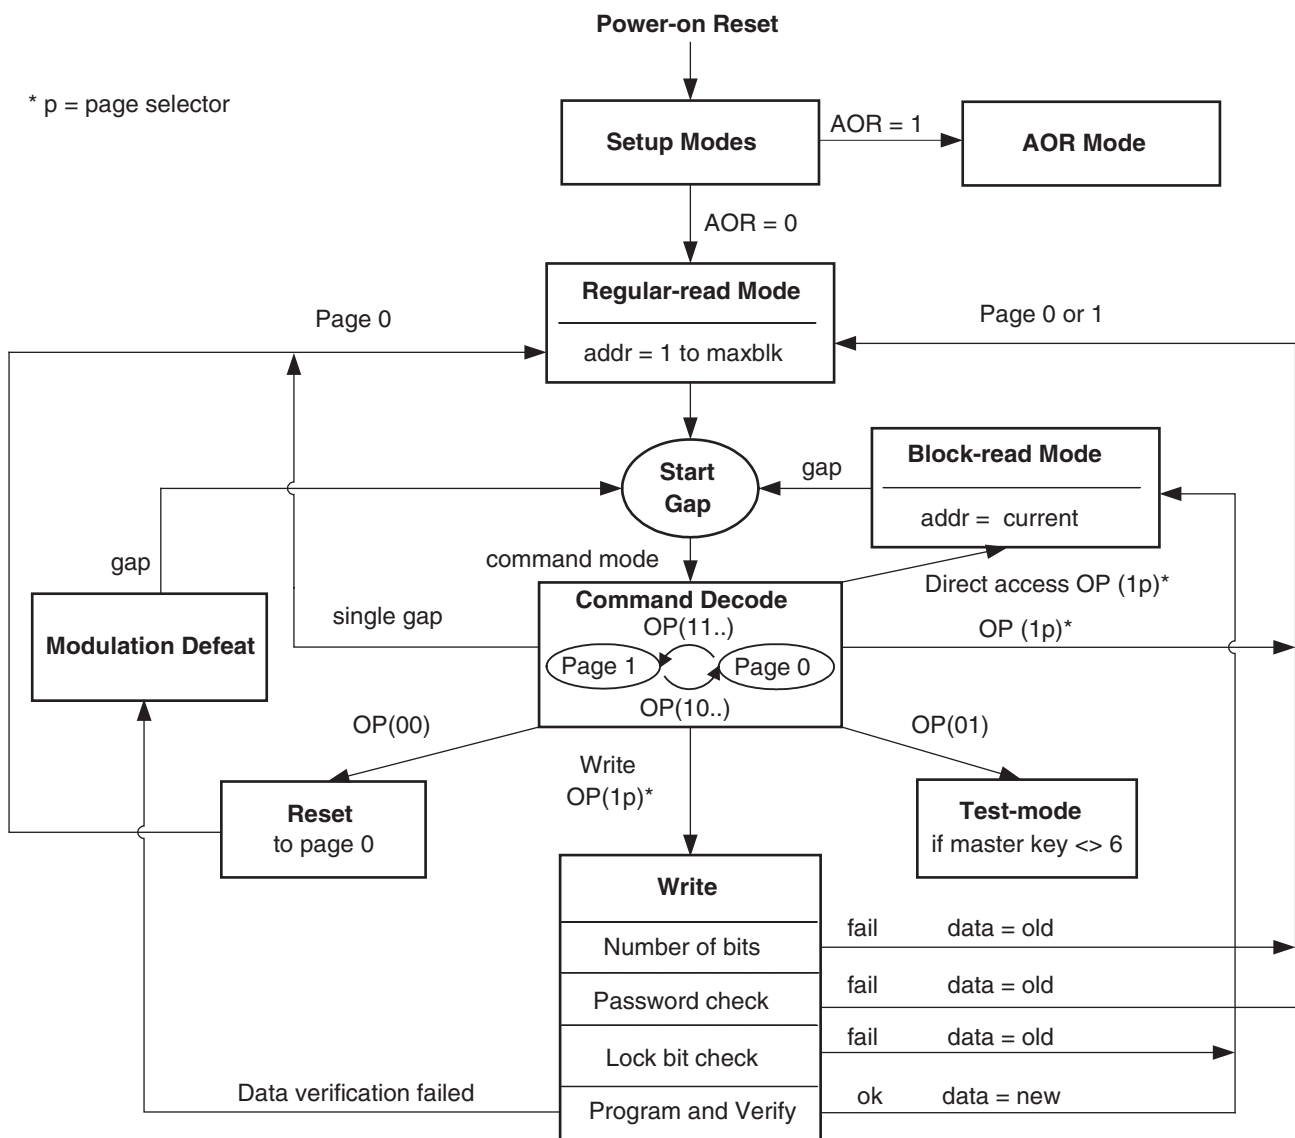 Power-on Reset
* p = page selector
Setup Modes
AOR = 1
AOR Mode
AOR = 0
Regular-read Mode
addr = 1 to maxblk
Page 0
Page 0 or 1
Start
Gap
gap
Block-read Mode
addr = current
gap
command mode
Direct access OP (1p)*
Modulation Defeat
single gap
Command Decode
OP(11..)
Page 1
Page 0
OP(10..)
OP (1p)*
OP(00)
OP(01)
Write
OP(1p)*
Reset
to page 0
Test-mode
if master key <> 6
Write
Number of bits
fail data = old
Password check
fail data = old
Lock bit check
fail data = old
Data verification failed
Program and Verify
ok data = new